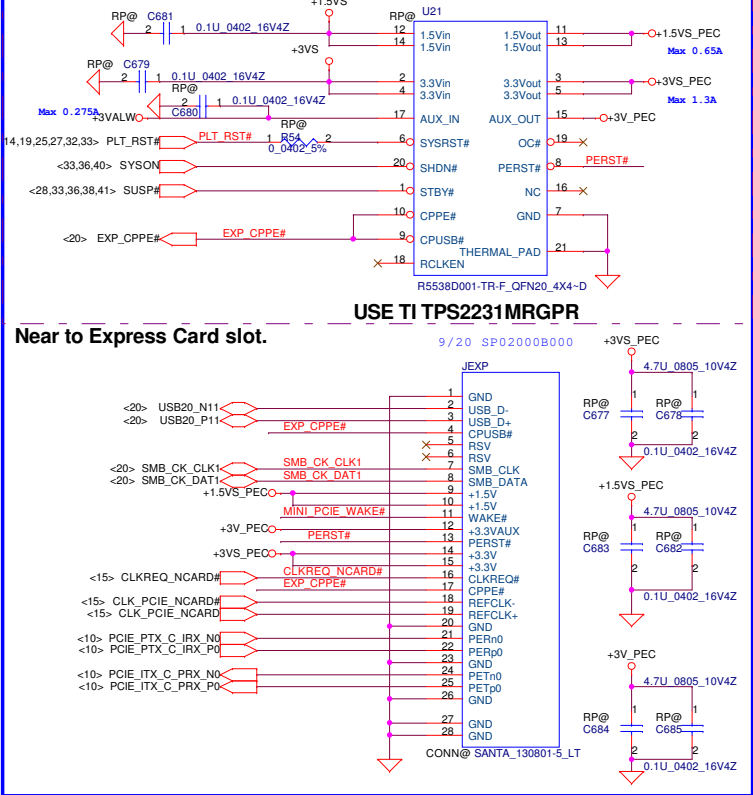 +1.5VS
RP@ C681
2 1 0.1U_0402_16V4Z
RP@ U21
12 1.5Vin 1.5Vout 11 +1.5VS_PEC
14 1.5Vin 1.5Vout 13
Max 0.65A
+3VS
RP@ C679
2 1 0.1U_0402_16V4Z
2 3.3Vin 3.3Vout 3 +3VS_PEC
4 3.3Vin 3.3Vout 5
Max 1.3A
RP@
2 1 0.1U_0402_16V4Z
C680
Max 0.275A
+3VALW
17 AUX_IN AUX_OUT 15 +3V_PEC
14,19,25,27,32,33> PLT_RST# PLT_RST# 1 2 6 SYSRST# OC# 19
RP@
R54
0_0402_5%
<33,36,40> SYSON 20 SHDN# PERST# 8 PERST#
<28,33,36,38,41> SUSP# 1 STBY# NC 16
10 CPPE# GND 7
<20> EXP_CPPE# EXP_CPPE# 9 CPUSB#
THERMAL_PAD 21
18 RCLKEN
R5538D001-TR-F_QFN20_4X4~D
USE TI TPS2231MRGPR
Near to Express Card slot.
9/20 SP02000B000
JEXP
1 GND
<20> USB20_N11 2 USB_D-
<20> USB20_P11 3 USB_D+
EXP_CPPE# 4 CPUSB#
5 RSV
6 RSV
<20> SMB_CK_CLK1 SMB_CK_CLK1 7 SMB_CLK
<20> SMB_CK_DAT1 SMB_CK_DAT1 8 SMB_DATA
+1.5VS_PEC 9 +1.5V
10 +1.5V
MINI_PCIE_WAKE# 11 WAKE#
+3V_PEC 12 +3.3VAUX
PERST# 13 PERST#
+3VS_PEC 14 +3.3V
15 +3.3V
<15> CLKREQ_NCARD# CLKREQ_NCARD# 16 CLKREQ#
EXP_CPPE# 17 CPPE#
<15> CLK_PCIE_NCARD# 18 REFCLK-
<15> CLK_PCIE_NCARD 19 REFCLK+
20 GND
<10> PCIE_PTX_C_IRX_N0 21 PERn0
<10> PCIE_PTX_C_IRX_P0 22 PERp0
23 GND
<10> PCIE_ITX_C_PRX_N0 24 PETn0
<10> PCIE_ITX_C_PRX_P0 25 PETp0
26 GND
27 GND
28 GND
CONN@ SANTA_130801-5_LT
+3VS_PEC
4.7U_0805_10V4Z
1 1
RP@ RP@
C677 C678
2 2
0.1U_0402_16V4Z
+1.5VS_PEC
4.7U_0805_10V4Z
1 1
RP@ RP@
C683 C682
2 2
0.1U_0402_16V4Z
+3V_PEC
4.7U_0805_10V4Z
1 1
RP@ RP@
C684 C685
2 2
0.1U_0402_16V4Z